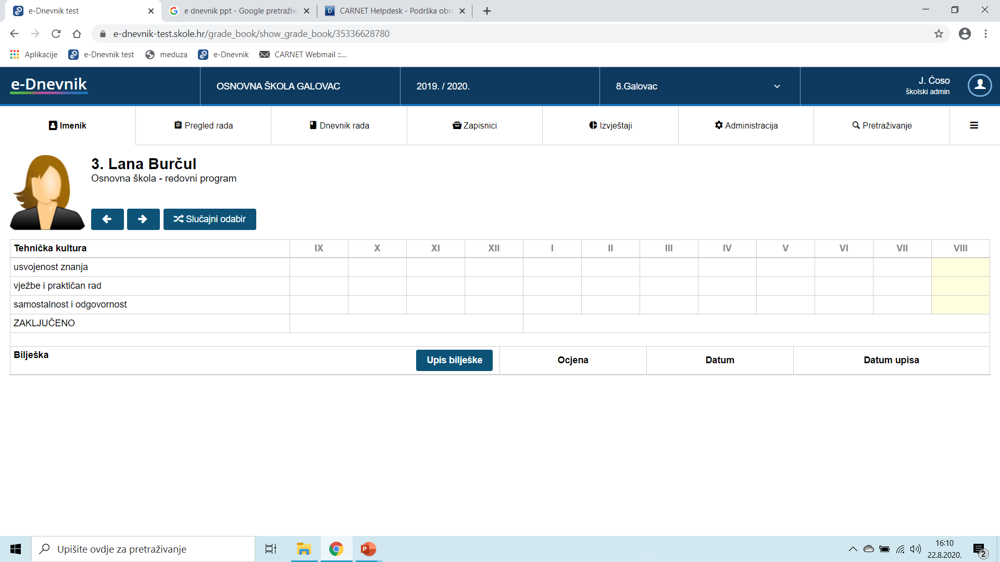 e-Dnevnik test
e dnevnik ppt - Google pretraživa
CARNET Helpdesk - Podrška obra
e-dnevnik-test.skole.hr/grade_book/show_grade_book/35336628780
Aplikacije
e-Dnevnik test
meduza
e-Dnevnik
CARNET Webmail ::...
e-Dnevnik
OSNOVNA ŠKOLA GALOVAC
2019. / 2020.
8.Galovac
J. Ćoso
školski admin
Imenik
Pregled rada
Dnevnik rada
Zapisnici
Izvještaji
Administracija
Pretraživanje
3. Lana Burčul
Osnovna škola - redovni program
Slučajni odabir
Tehnička kultura IX X XI XII I II III IV V VI VII VIII
usvojenost znanja
vježbe i praktičan rad
samostalnost i odgovornost
ZAKLJUČENO
Bilješka Upis bilješke Ocjena Datum Datum upisa
Upišite ovdje za pretraživanje
16:10
22.8.2020.
2